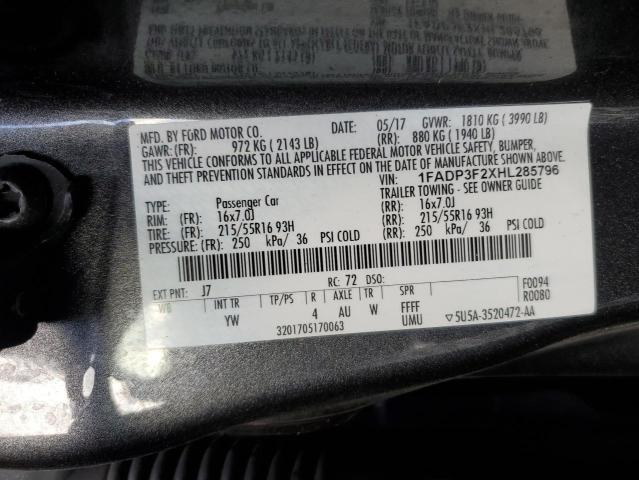 MFD. BY FORD MOTOR CO. DATE: 05/17 GVWR: 1810 KG ( 3990 LB)
GAWR: (FR): 972 KG ( 2143 LB) (RR): 880 KG ( 1940 LB)
THIS VEHICLE CONFORMS TO ALL APPLICABLE FEDERAL MOTOR VEHICLE SAFETY, BUMPER,
AND THEFT PREVENTION STANDARDS IN EFFECT ON THE DATE OF MANUFACTURE SHOWN ABOVE.
VIN: 1FADP3F2XHL285796
TYPE: Passenger Car TRAILER TOWING - SEE OWNER GUIDE
RIM: (FR): 16x7.0J (RR): 16x7.0J
TIRE: (FR): 215/55R16 93H (RR): 215/55R16 93H
PRESSURE: (FR): 250 kPa/ 36 PSI COLD (RR): 250 kPa/ 36 PSI COLD
EXT PNT: J7 RC: 72 DSO: F0094
WB INT TR TP/PS R AXLE TR SPR R0080
YW 4 AU W FFFF
3201705170063 UMU ▽5U5A-3520472-AA